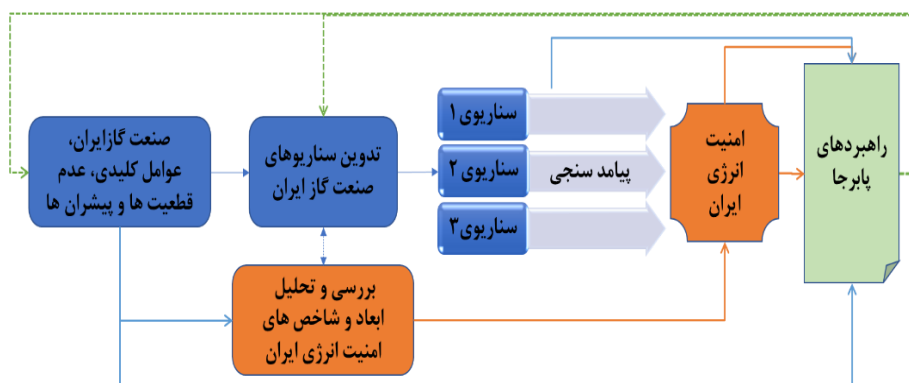 صنعت گازایران،
عوامل کلیدی، عدم
قطعیت ها و پیشران ها
تدوین سناریوهای
صنعت گاز ایران
سناریوی ۱
سناریوی ۲
سناریوی ۳
پیامد سنجی
امنیت
انرژی
ایران
راهبردهای
پابرجا
بررسی و تحلیل
ابعاد و شاخص های
امنیت انرژی ایران